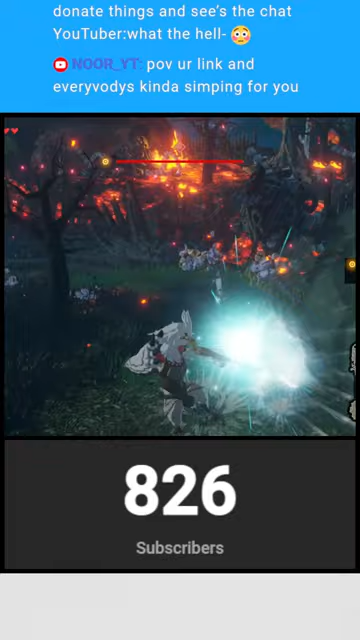 donate things and see's the chat
YouTuber:what the hell- 😳
NOOR_YT: pov ur link and
everyvodys kinda simping for you
826
Subscribers